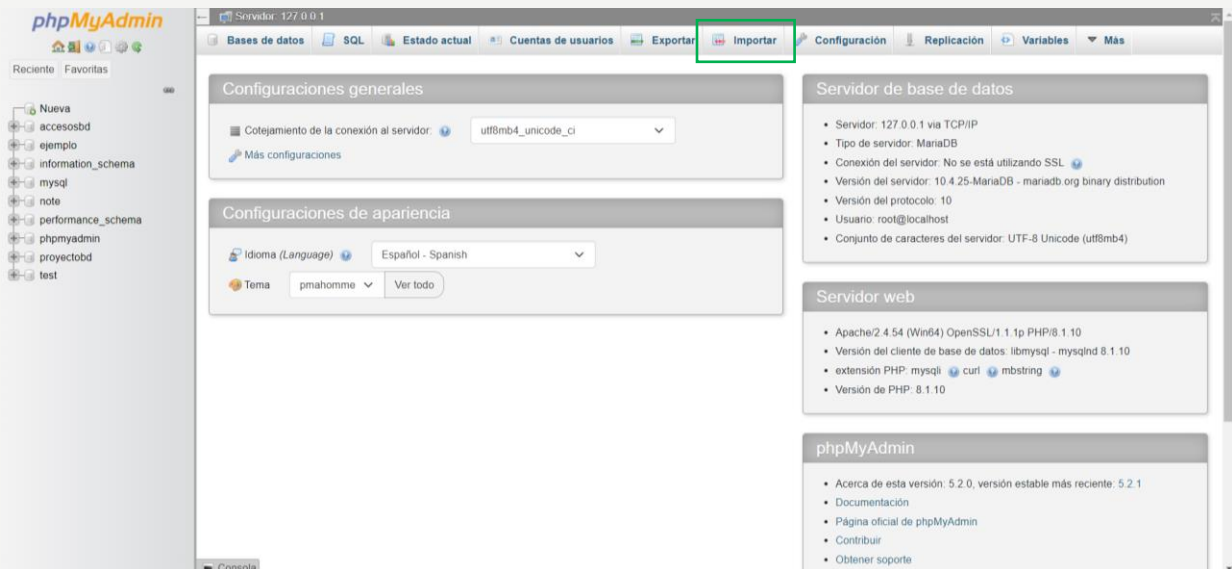 phpMyAdmin
Reciente Favoritas
Nueva
accesosbd
ejemplo
information_schema
mysql
note
performance_schema
phpmyadmin
proyectobd
test
Servidor: 127.0.0.1
Bases de datos SQL Estado actual Cuentas de usuarios Exportar Importar Configuración Replicación Variables Más
Configuraciones generales
Cotejamiento de la conexión al servidor: utf8mb4_unicode_ci
Más configuraciones
Configuraciones de apariencia
Idioma (Language) Español - Spanish
Tema pmahomme Ver todo
Servidor de base de datos
• Servidor: 127.0.0.1 via TCP/IP
• Tipo de servidor: MariaDB
• Conexión del servidor: No se está utilizando SSL
• Versión del servidor: 10.4.25-MariaDB - mariadb.org binary distribution
• Versión del protocolo: 10
• Usuario: root@localhost
• Conjunto de caracteres del servidor: UTF-8 Unicode (utf8mb4)
Servidor web
• Apache/2.4.54 (Win64) OpenSSL/1.1.1p PHP/8.1.10
• Versión del cliente de base de datos: libmysql - mysqlnd 8.1.10
• extensión PHP: mysqli curl mbstring
• Versión de PHP: 8.1.10
phpMyAdmin
• Acerca de esta versión: 5.2.0, versión estable más reciente: 5.2.1
• Documentación
• Página oficial de phpMyAdmin
• Contribuir
• Obtener soporte
Consola